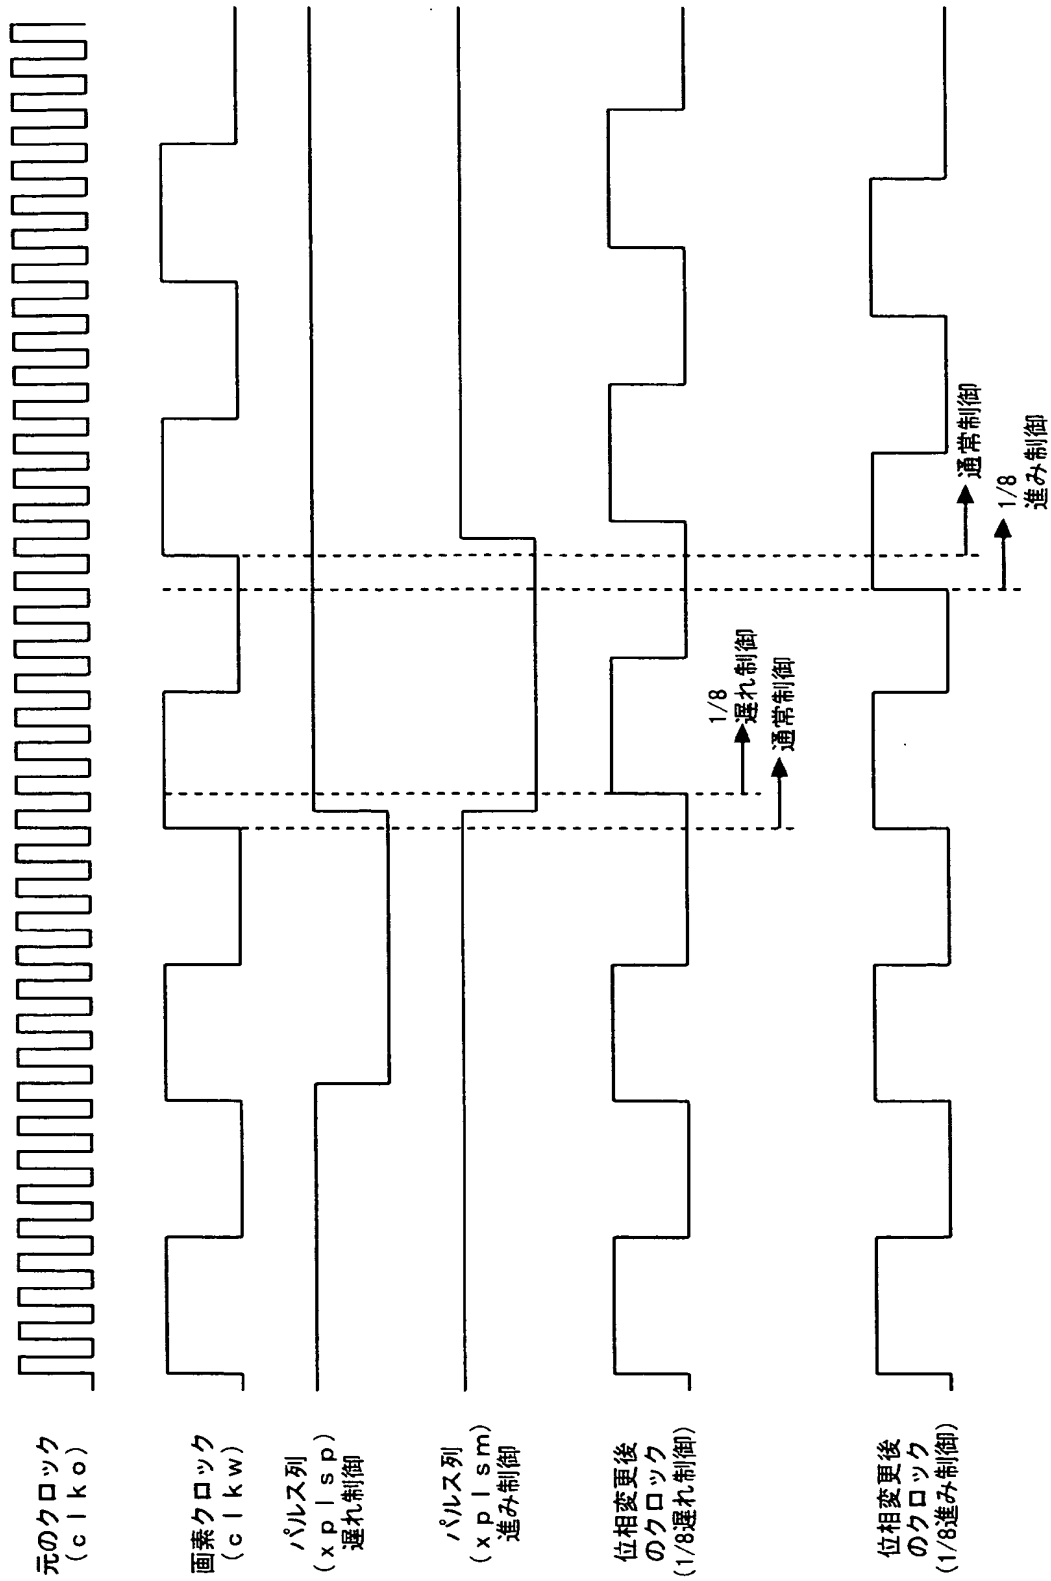 元のクロック
(clko)
画素クロック
(clkw)
パルス列
(xplsp)
遅れ制御
パルス列
(xplsm)
進み制御
位相変更後
のクロック
(1/8遅れ制御)
位相変更後
のクロック
(1/8進み制御)
1/8
遅れ制御
通常制御
通常制御
1/8
進み制御